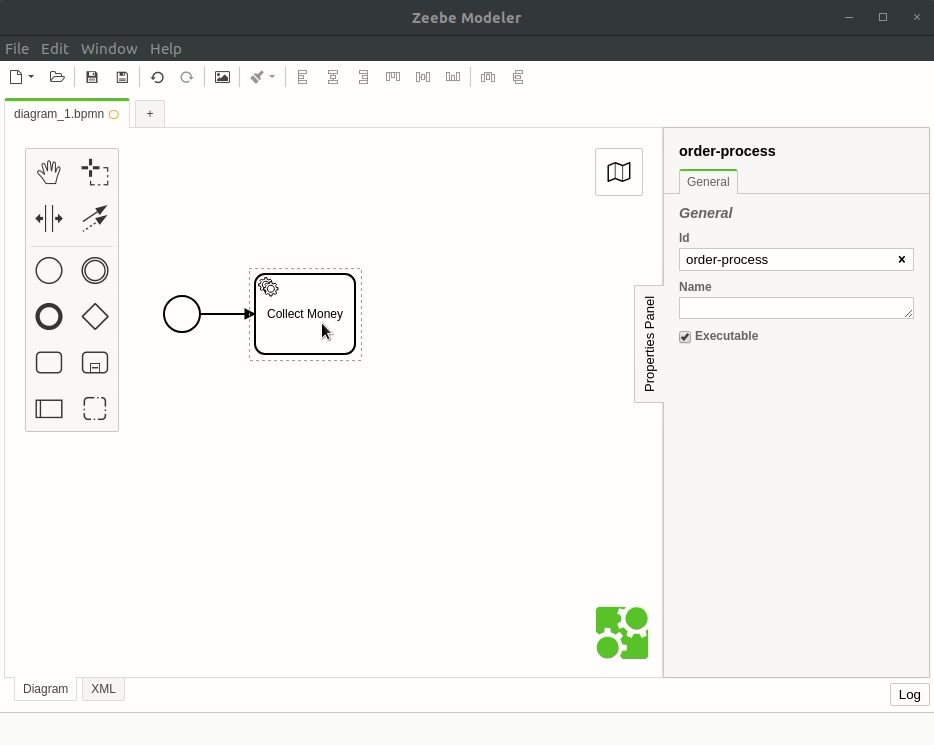 Zeebe Modeler
File Edit Window Help
diagram_1.bpmn
+
order-process
General
General
Id
order-process
Name
Executable
Properties Panel
Collect Money
Diagram XML
Log